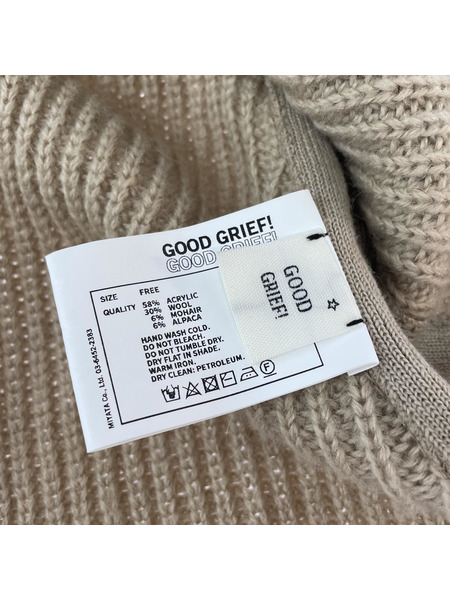 GOOD GRIEF!
GOOD GRIEF!
SIZE FREE
QUALITY 58% ACRYLIC
30% WOOL
6% MOHAIR
6% ALPACA
HAND WASH COLD.
DO NOT BLEACH.
DO NOT TUMBLE DRY.
DRY FLAT IN SHADE.
WARM IRON.
DRY CLEAN: PETROLEUM.
F
MIYATA Co., Ltd. 03-6452-2383
GOOD
GRIEF!